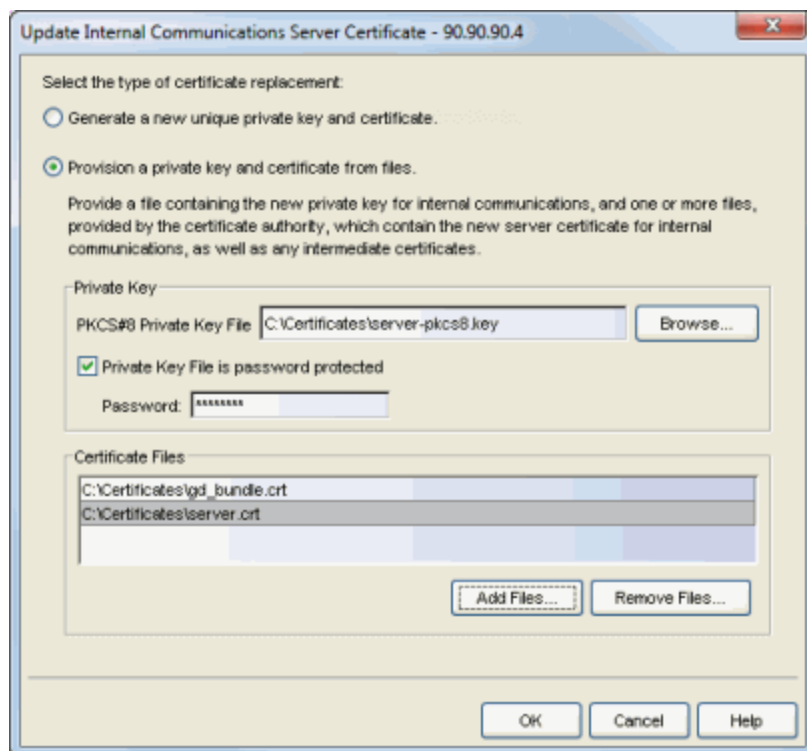 Update Internal Communications Server Certificate - 90.90.90.4
Select the type of certificate replacement:
Generate a new unique private key and certificate.
Provision a private key and certificate from files.
Provide a file containing the new private key for internal communications, and one or more files,
provided by the certificate authority, which contain the new server certificate for internal
communications, as well as any intermediate certificates.
Private Key
PKCS#8 Private Key File C:\Certificates\server-pkcs8.key Browse...
Private Key File is password protected
Password: ********
Certificate Files
C:\Certificates\gd_bundle.crt
C:\Certificates\server.crt
Add Files... Remove Files...
OK Cancel Help